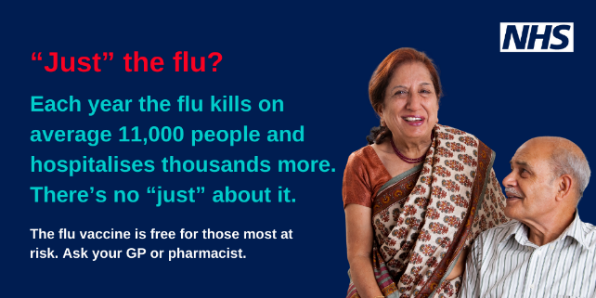 NHS
“Just” the flu?
Each year the flu kills on
average 11,000 people and
hospitalises thousands more.
There’s no “just” about it.
The flu vaccine is free for those most at
risk. Ask your GP or pharmacist.